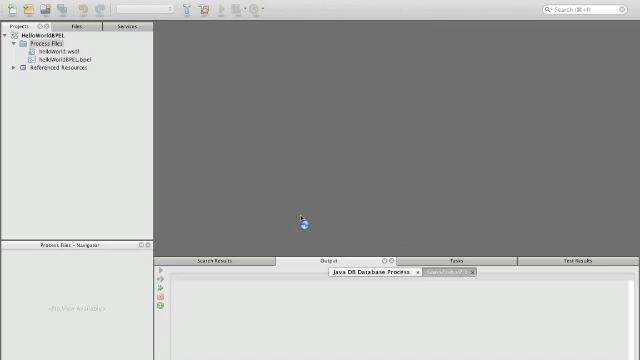 Search (⌘+I)
Projects
Files
Services
HelloWorldBPEL
Process Files
helloWorld.wsdl
helloWorldBPEL.bpel
Referenced Resources
Process Files - Navigator
<No View Available>
Search Results
Output
Tasks
Test Results
Java DB Database Process